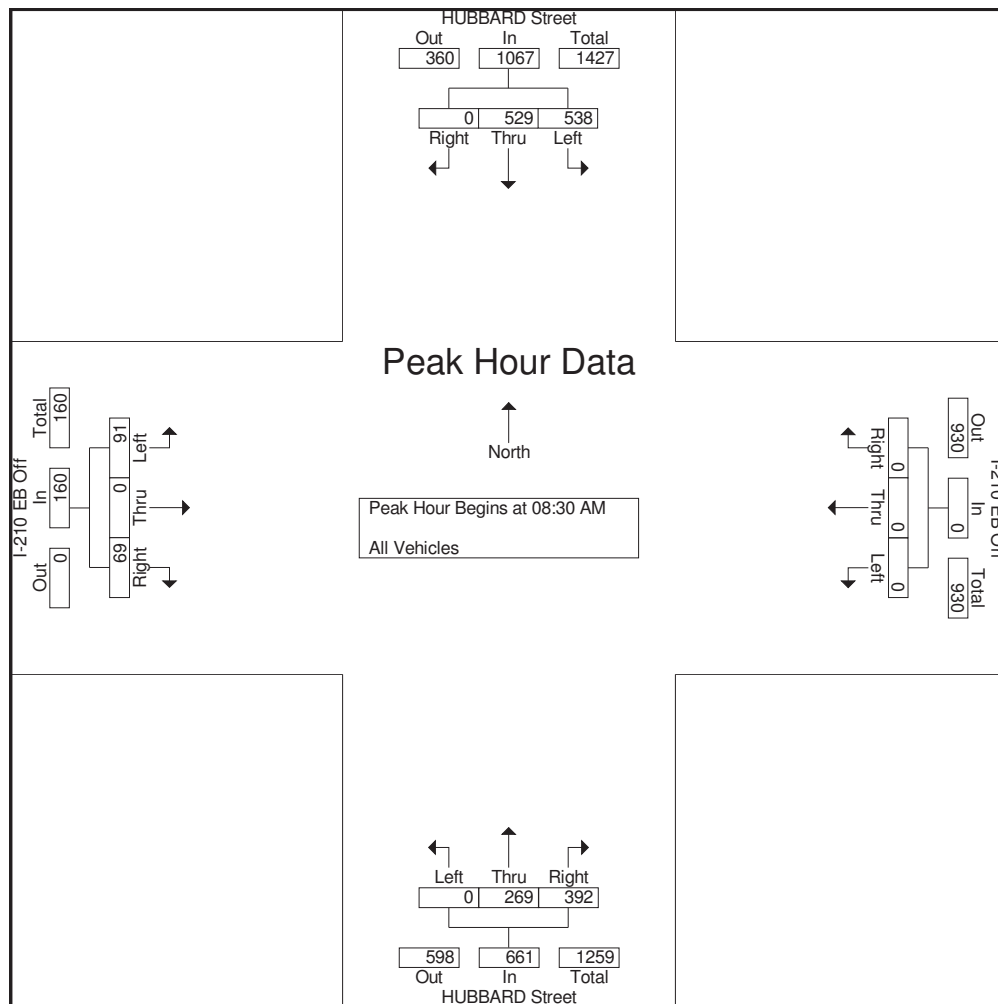 HUBBARD Street
Out In Total
360 1067 1427
0 529 538
Right Thru Left
Peak Hour Data
North
Peak Hour Begins at 08:30 AM
All Vehicles
I-210 EB Off
Out In Total
0 160 160
91 0 69
Left Thru Right
I-210 EB Off
Out In Total
930 0 930
0 0 0
Right Thru Left
Left Thru Right
0 269 392
598 661 1259
Out In Total
HUBBARD Street